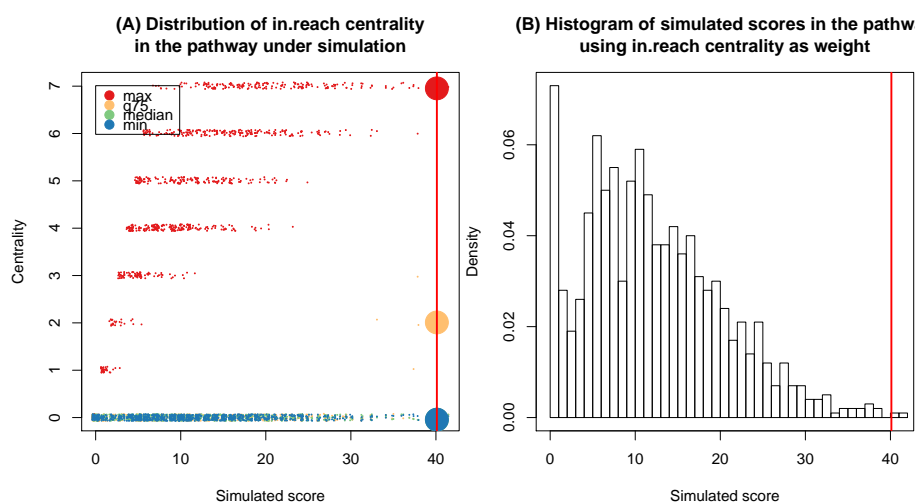 (A) Distribution of in.reach centrality
in the pathway under simulation
7
6
5
4
3
2
1
0
Centrality
max
q75
median
min
0
10
20
30
40
Simulated score
(B) Histogram of simulated scores in the pathwa
using in.reach centrality as weight
0.06
0.04
0.02
0.00
Density
0
10
20
30
40
Simulated score